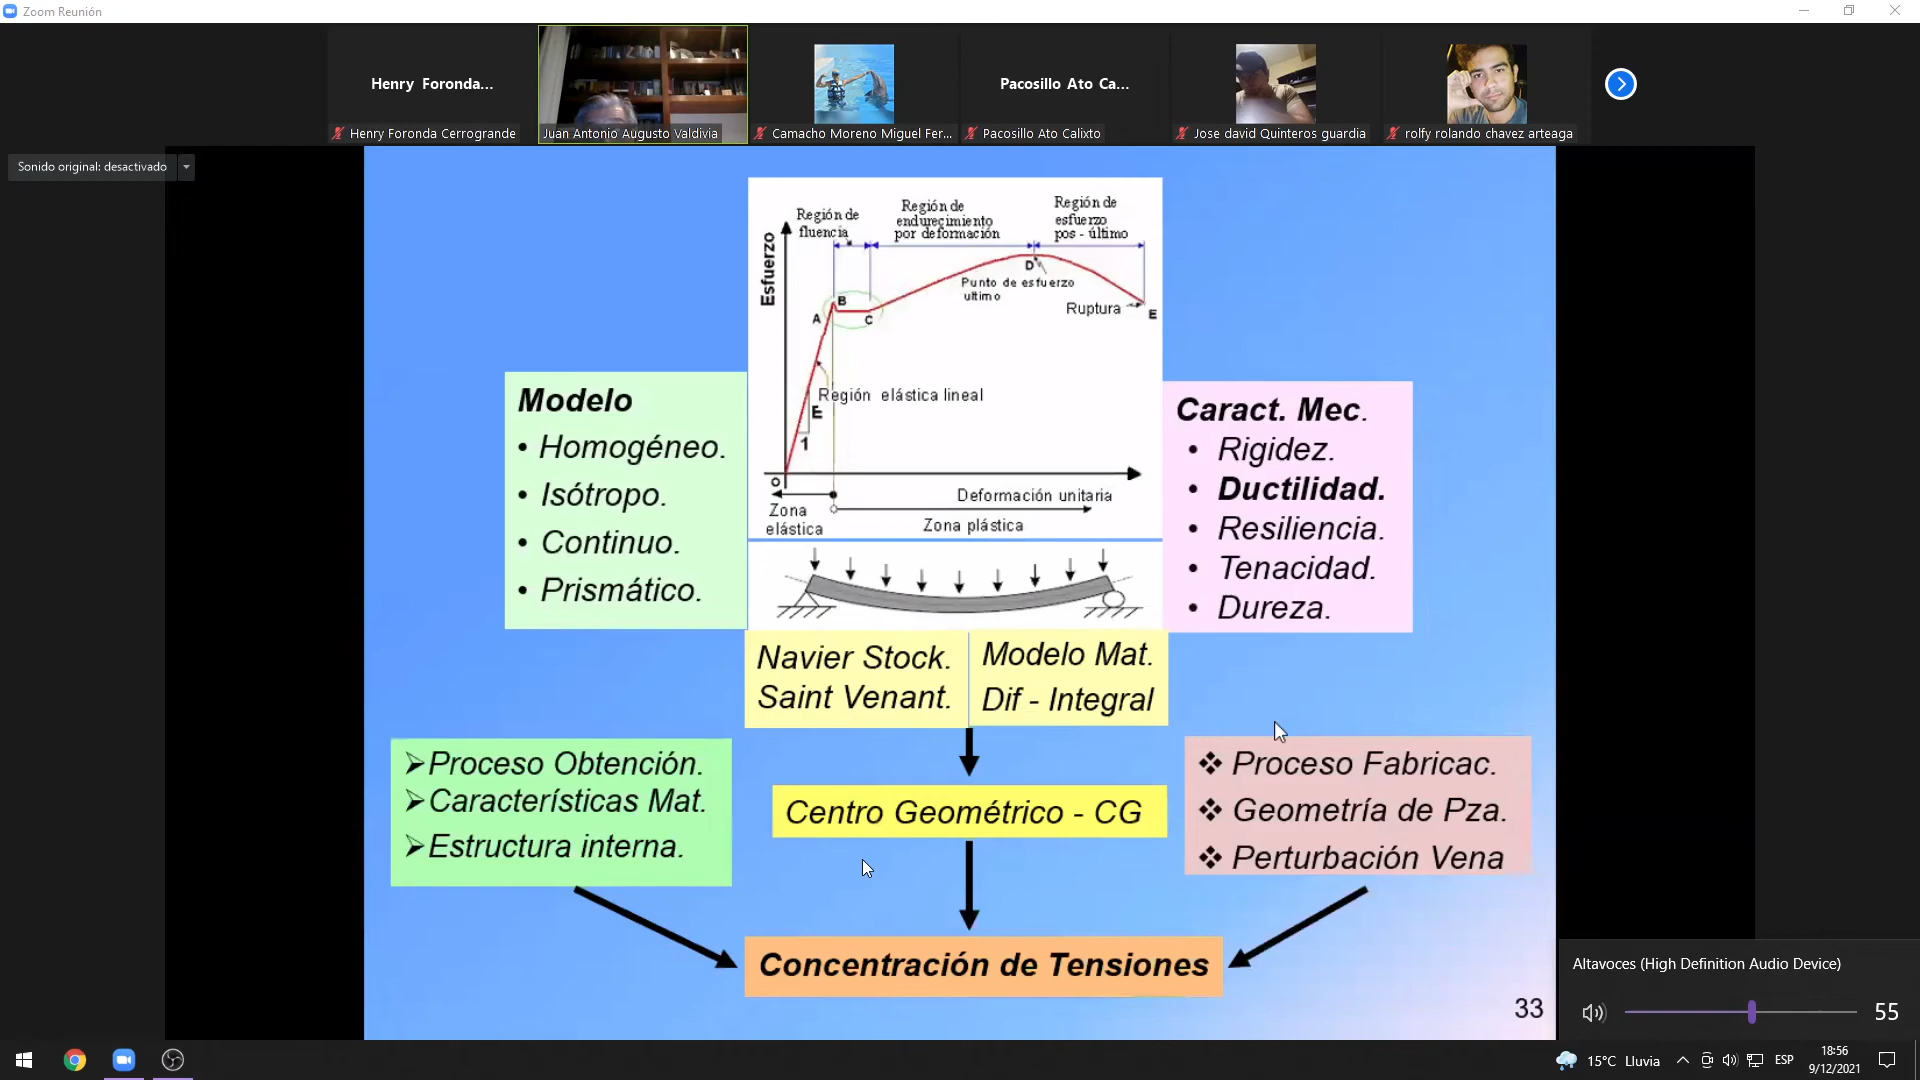 Zoom Reunión
Henry Foronda...
Pacosillo Ato Ca...
Henry Foronda Cerrogrande
Juan Antonio Augusto Valdivia
Camacho Moreno Miguel Fer...
Pacosillo Ato Calixto
Jose david Quinteros guardia
rolfy rolando chavez arteaga
Sonido original: desactivado
Región de
fluencia
Región de
endurecimiento
por deformación
Región de
esfuerzo
pos - último
Esfuerzo
D
Punto de esfuerzo
ultimo
B
A
C
Ruptura
E
Región elástica lineal
E
1
O
Deformación unitaria
Zona
elástica
Zona plástica
Modelo
• Homogéneo.
• Isótropo.
• Continuo.
• Prismático.
Caract. Mec.
• Rigidez.
• Ductilidad.
• Resiliencia.
• Tenacidad.
• Dureza.
Navier Stock.
Saint Venant.
Modelo Mat.
Dif - Integral
Proceso Obtención.
Características Mat.
Estructura interna.
Centro Geométrico - CG
Proceso Fabricac.
Geometría de Pza.
Perturbación Vena
Concentración de Tensiones
33
Altavoces (High Definition Audio Device)
55
15°C Lluvia
ESP
18:56
9/12/2021